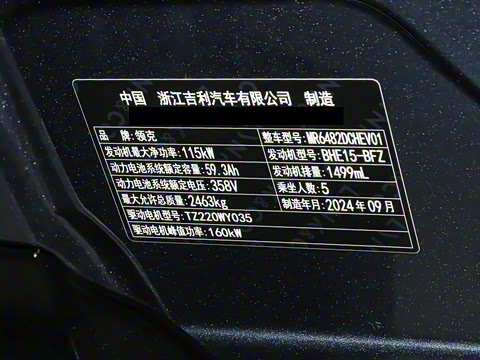 中国 浙江吉利汽车有限公司 制造
品 牌:领克 整车型号:MR6482DCHEV01
发动机最大净功率:115kW 发动机型号:BHE15-BFZ
动力电池系统额定容量:59.3Ah 发动机排量:1499mL
动力电池系统额定电压:358V 乘坐人数:5
最大允许总质量:2463kg 制造年月:2024年09月
驱动电机型号:TZ220WY035
驱动电机峰值功率:160kW